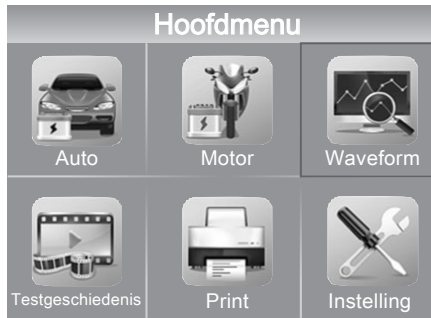 Hoofdmenu
Auto
Motor
Waveform
Testgeschiedenis
Print
Instelling